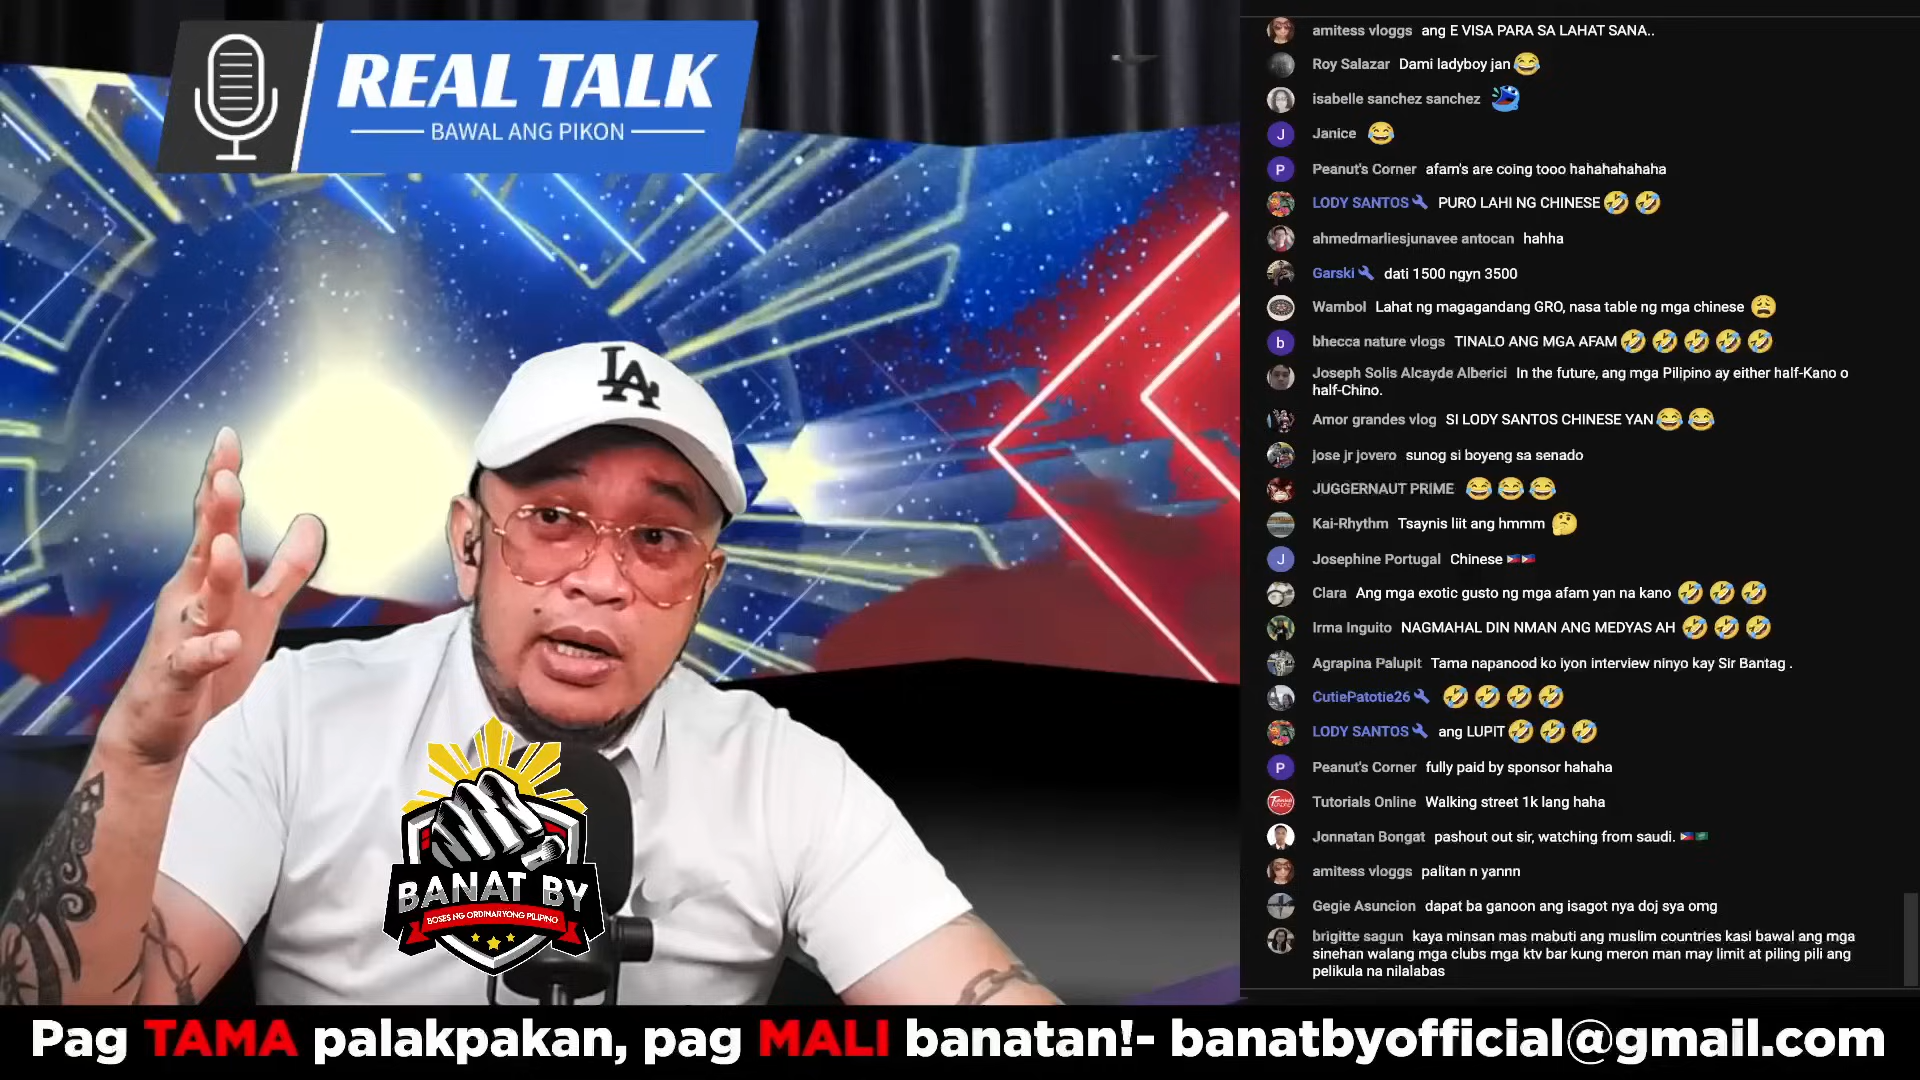 REAL TALK
BAWAL ANG PIKON
LA
BANAT BY
BOSES NG ORDINARYONG PILIPINO
amitess vloggs ang E VISA PARA SA LAHAT SANA..
Roy Salazar Dami ladyboy jan 😂
isabelle sanchez sanchez
J Janice 😂
P Peanut's Corner afam's are coing tooo hahahahahaha
LODY SANTOS PURO LAHI NG CHINESE 🤣 🤣
ahmedmarliesjunavee antocan hahha
Garski dati 1500 ngyn 3500
Wambol Lahat ng magagandang GRO, nasa table ng mga chinese 😩
b bhecca nature vlogs TINALO ANG MGA AFAM 🤣 🤣 🤣 🤣 🤣
Joseph Solis Alcayde Alberici In the future, ang mga Pilipino ay either half-Kano o
half-Chino.
Amor grandes vlog SI LODY SANTOS CHINESE YAN 😂 😂
jose jr jovero sunog si boyeng sa senado
JUGGERNAUT PRIME 😂 😂 😂
Kai-Rhythm Tsaynis liit ang hmmm 🤔
J Josephine Portugal Chinese 🇵🇭🇵🇭
Clara Ang mga exotic gusto ng mga afam yan na kano 🤣 🤣 🤣
Irma Inguito NAGMAHAL DIN NMAN ANG MEDYAS AH 🤣 🤣 🤣
Agrapina Palupit Tama napanood ko iyon interview ninyo kay Sir Bantag .
CutiePatotie26 🤣 🤣 🤣 🤣
LODY SANTOS ang LUPIT 🤣 🤣 🤣
P Peanut's Corner fully paid by sponsor hahaha
Tutorials Online Walking street 1k lang haha
Jonnatan Bongat pashout out sir, watching from saudi. 🇵🇭🇸🇦
amitess vloggs palitan n yannn
Gegie Asuncion dapat ba ganoon ang isagot nya doj sya omg
brigitte sagun kaya minsan mas mabuti ang muslim countries kasi bawal ang mga
sinehan walang mga clubs mga ktv bar kung meron man may limit at piling pili ang
pelikula na nilalabas
Pag TAMA palakpakan, pag MALI banatan!- banatbyofficial@gmail.com